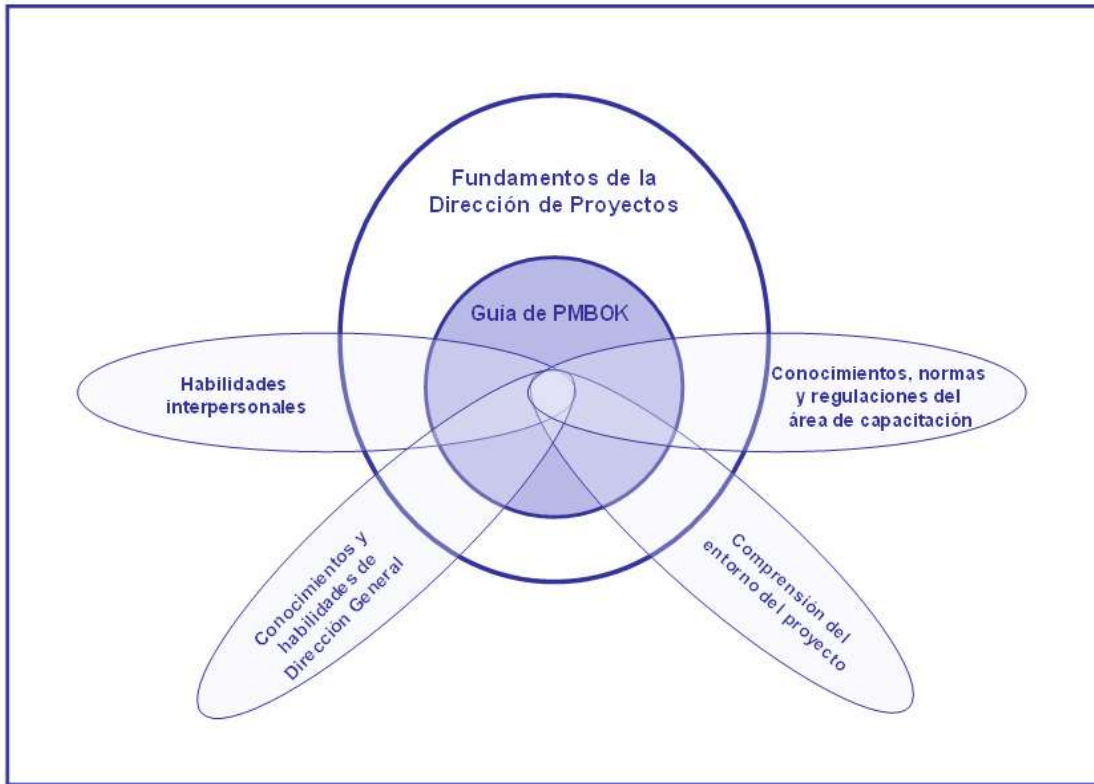 Fundamentos de la
Dirección de Proyectos
Guía de PMBOK
Habilidades
interpersonales
Conocimientos, normas
y regulaciones del
área de capacitación
Conocimientos y
habilidades de
Dirección General
Comprensión del
entorno del proyecto